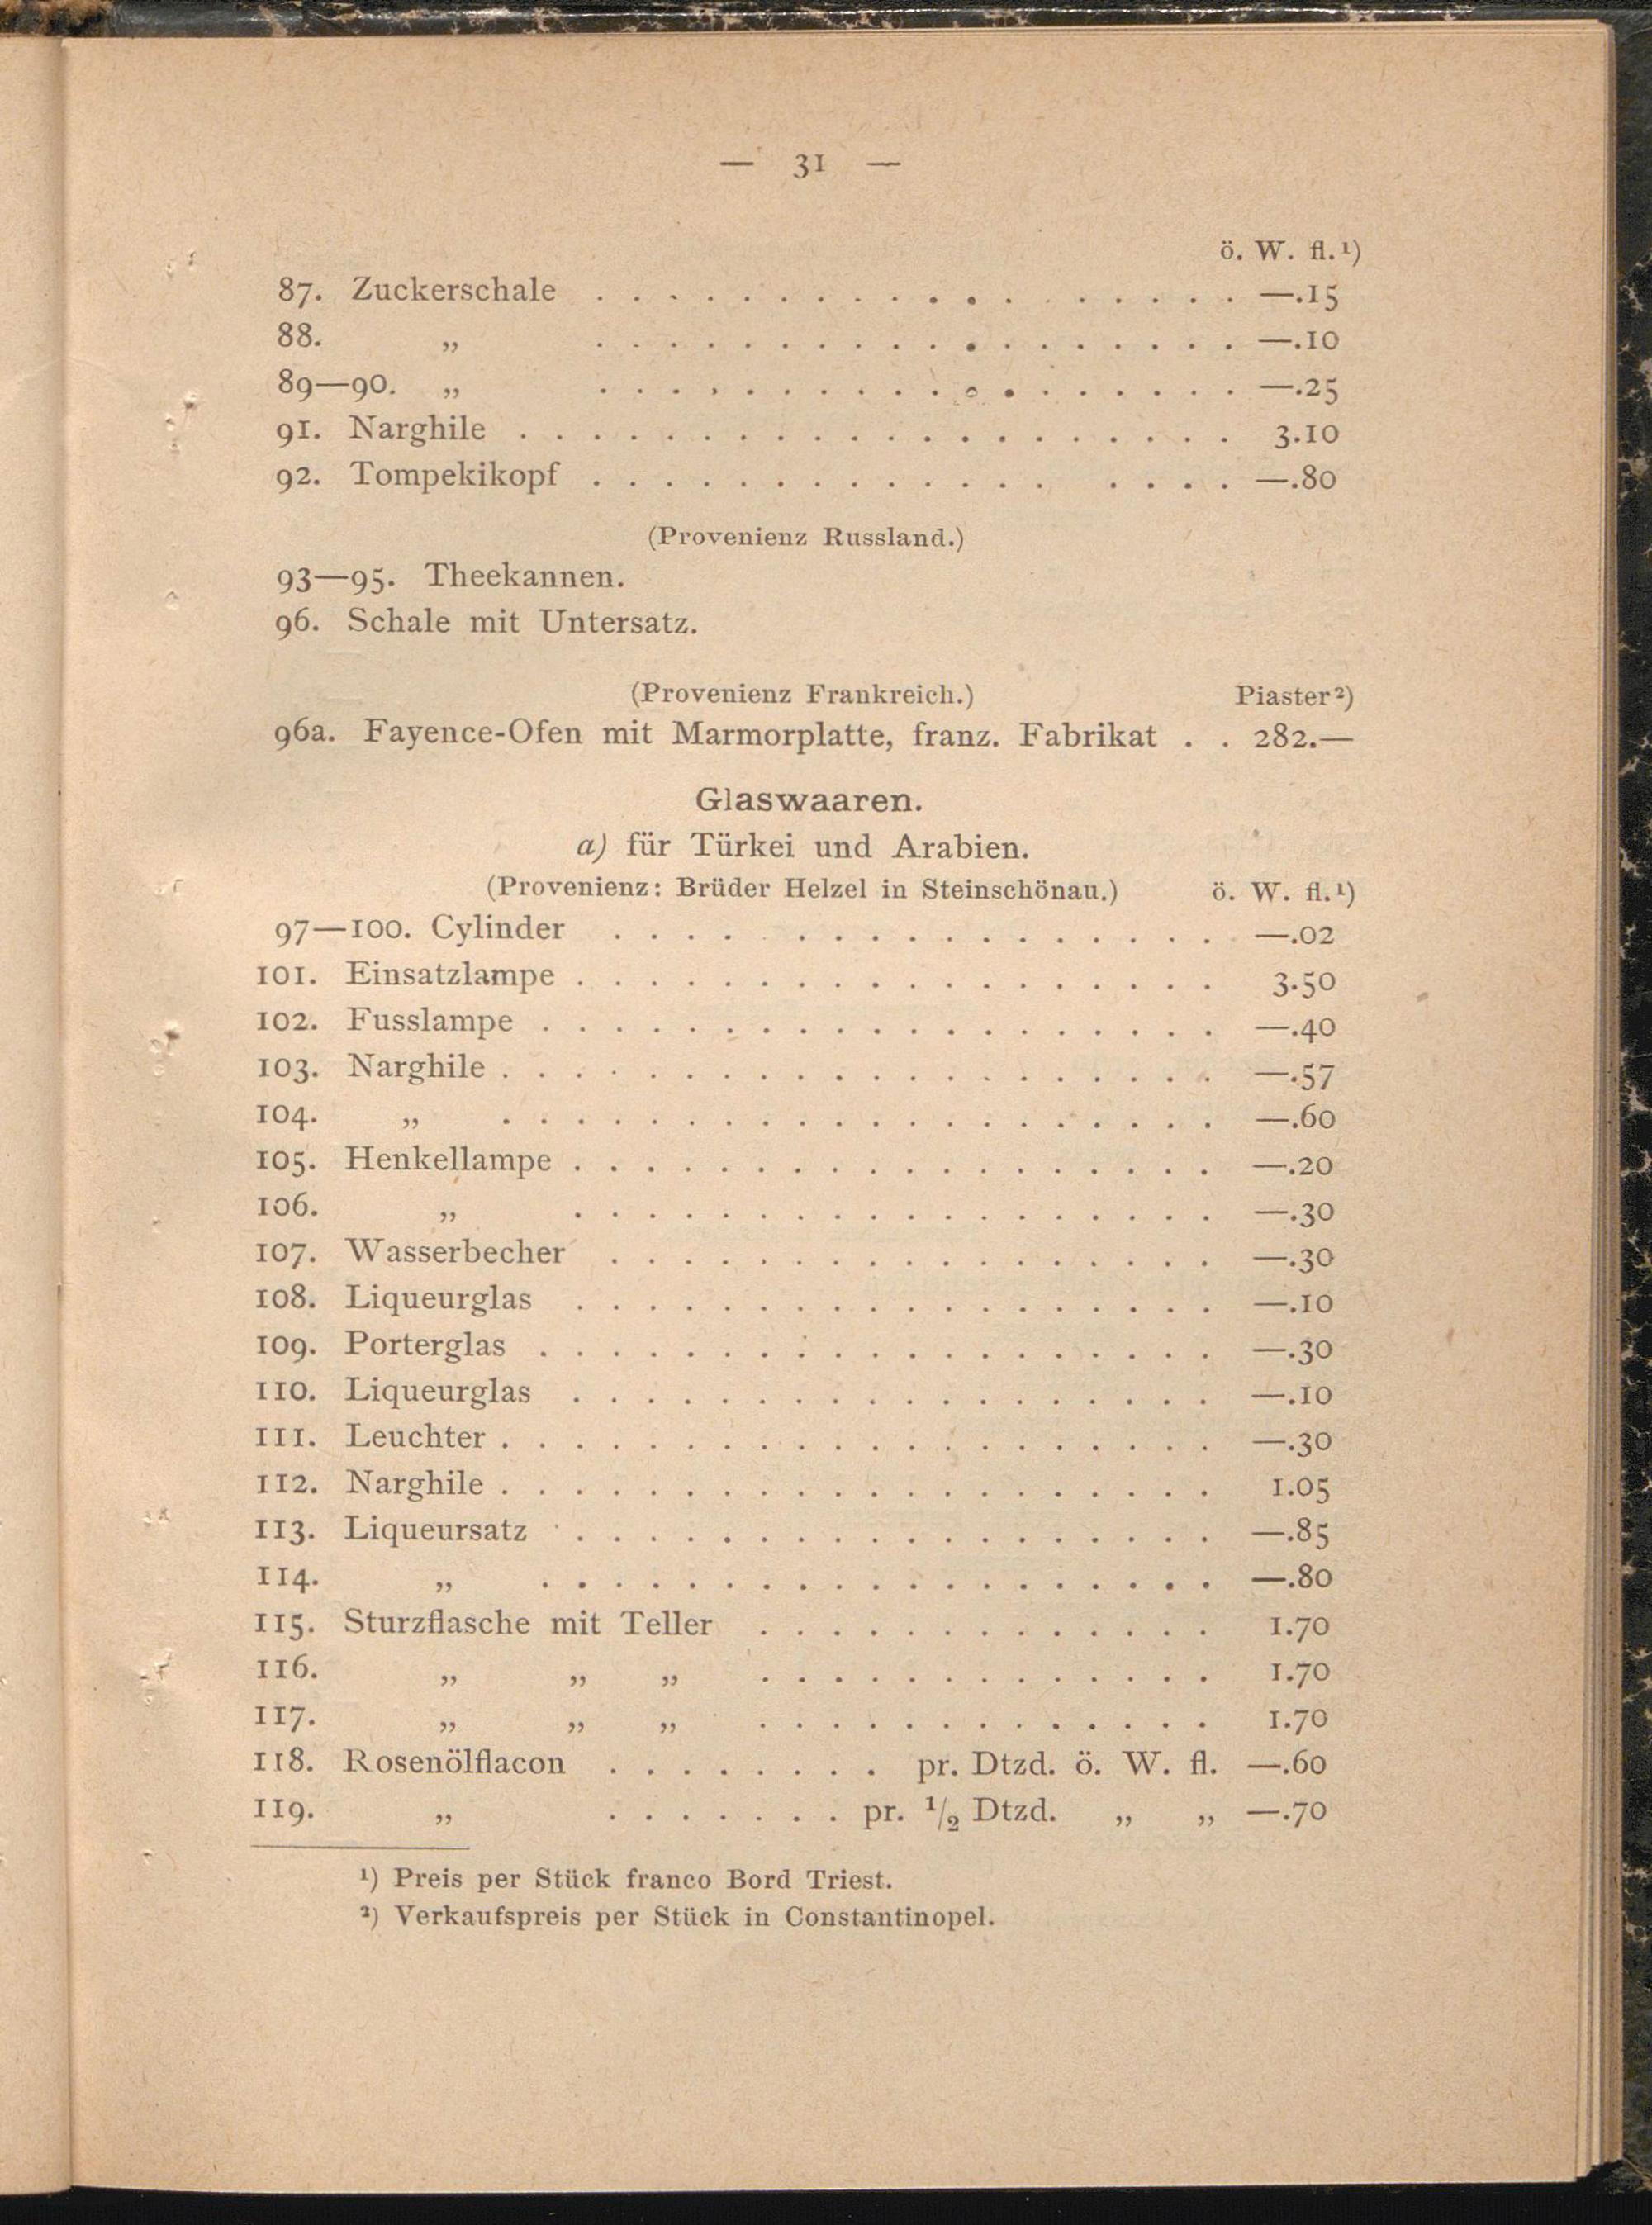 — 31 —
ö. W. fl.¹)
87. Zuckerschale . . . . . . . . . . . . . . . . . . —.15
88. „ . . . . . . . . . . . . . . . . . . —.10
89—90. „ . . . . . . . . . . . . . . . . . . —.25
91. Narghile . . . . . . . . . . . . . . . . . . . . 3.10
92. Tompekikopf . . . . . . . . . . . . . . . . . —.80
(Provenienz Russland.)
93—95. Theekannen.
96. Schale mit Untersatz.
(Provenienz Frankreich.) Piaster²)
96a. Fayence-Ofen mit Marmorplatte, franz. Fabrikat . . 282.—
Glaswaaren.
a) für Türkei und Arabien.
(Provenienz: Brüder Helzel in Steinschönau.) ö. W. fl.¹)
97—100. Cylinder . . . . . . . . . . . . . . . . —.02
101. Einsatzlampe . . . . . . . . . . . . . . . . . . 3.50
102. Fusslampe . . . . . . . . . . . . . . . . . . . —.40
103. Narghile . . . . . . . . . . . . . . . . . . . . —.57
104. „ . . . . . . . . . . . . . . . . . . . . —.60
105. Henkellampe . . . . . . . . . . . . . . . . . . —.20
106. „ . . . . . . . . . . . . . . . . . . —.30
107. Wasserbecher . . . . . . . . . . . . . . . . . —.30
108. Liqueurglas . . . . . . . . . . . . . . . . . . —.10
109. Porterglas . . . . . . . . . . . . . . . . . . . —.30
110. Liqueurglas . . . . . . . . . . . . . . . . . . —.10
111. Leuchter . . . . . . . . . . . . . . . . . . . . —.30
112. Narghile . . . . . . . . . . . . . . . . . . . . 1.05
113. Liqueursatz . . . . . . . . . . . . . . . . . . —.85
114. „ . . . . . . . . . . . . . . . . . . . —.80
115. Sturzflasche mit Teller . . . . . . . . . . . . . 1.70
116. „ „ „ . . . . . . . . . . . . . 1.70
117. „ „ „ . . . . . . . . . . . . . 1.70
118. Rosenölflacon . . . . . . . . pr. Dtzd. ö. W. fl. —.60
119. „ . . . . . . . pr. ½ Dtzd. „ „ —.70
¹) Preis per Stück franco Bord Triest.
²) Verkaufspreis per Stück in Constantinopel.